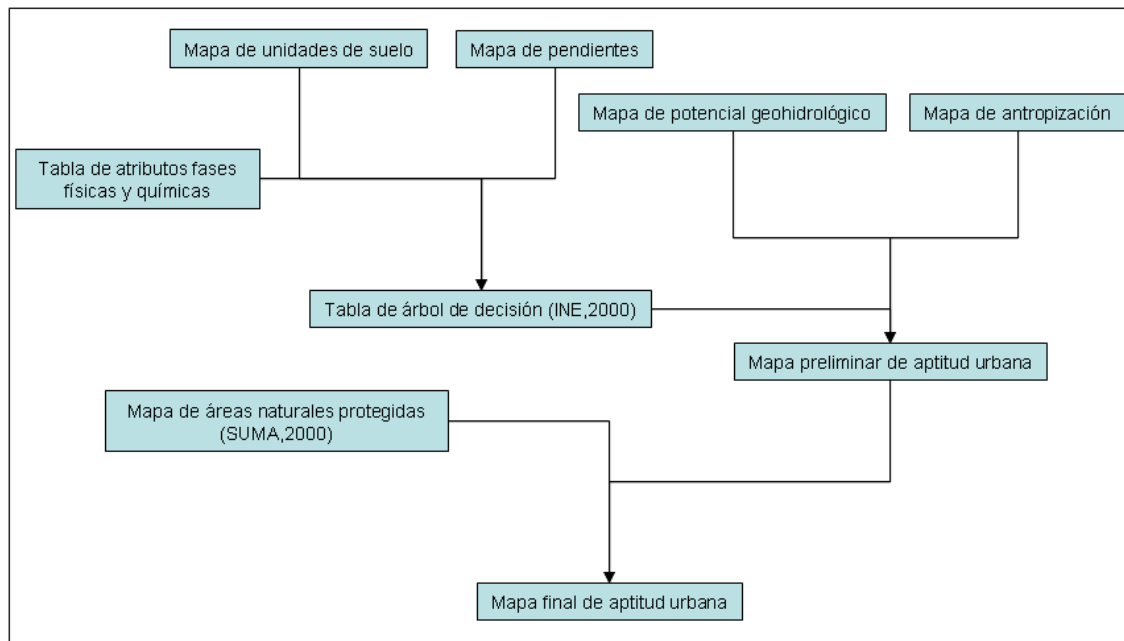 Mapa de unidades de suelo
Mapa de pendientes
Mapa de potencial geohidrológico
Mapa de antropización
Tabla de atributos fases
físicas y químicas
Tabla de árbol de decisión (INE,2000)
Mapa preliminar de aptitud urbana
Mapa de áreas naturales protegidas
(SUMA,2000)
Mapa final de aptitud urbana